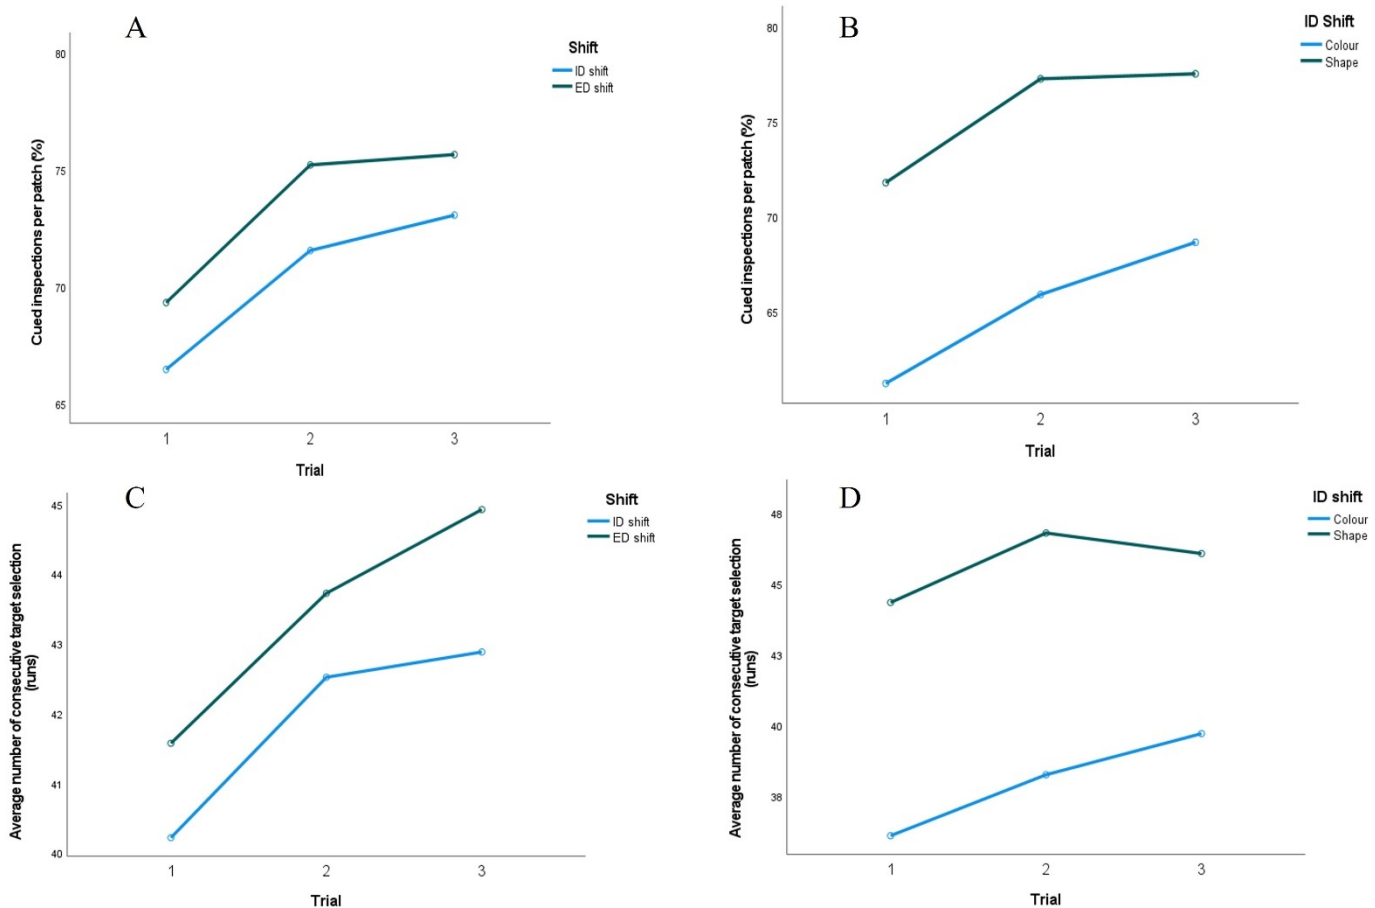 A
Shift
ID shift
ED shift
80
75
70
65
Cued inspections per patch (%)
1
2
3
Trial
B
ID Shift
Colour
Shape
80
75
70
65
Cued inspections per patch (%)
1
2
3
Trial
C
Shift
ID shift
ED shift
45
44
43
42
41
40
Average number of consecutive target selection
(runs)
1
2
3
Trial
D
ID shift
Colour
Shape
48
45
43
40
38
Average number of consecutive target selection
(runs)
1
2
3
Trial